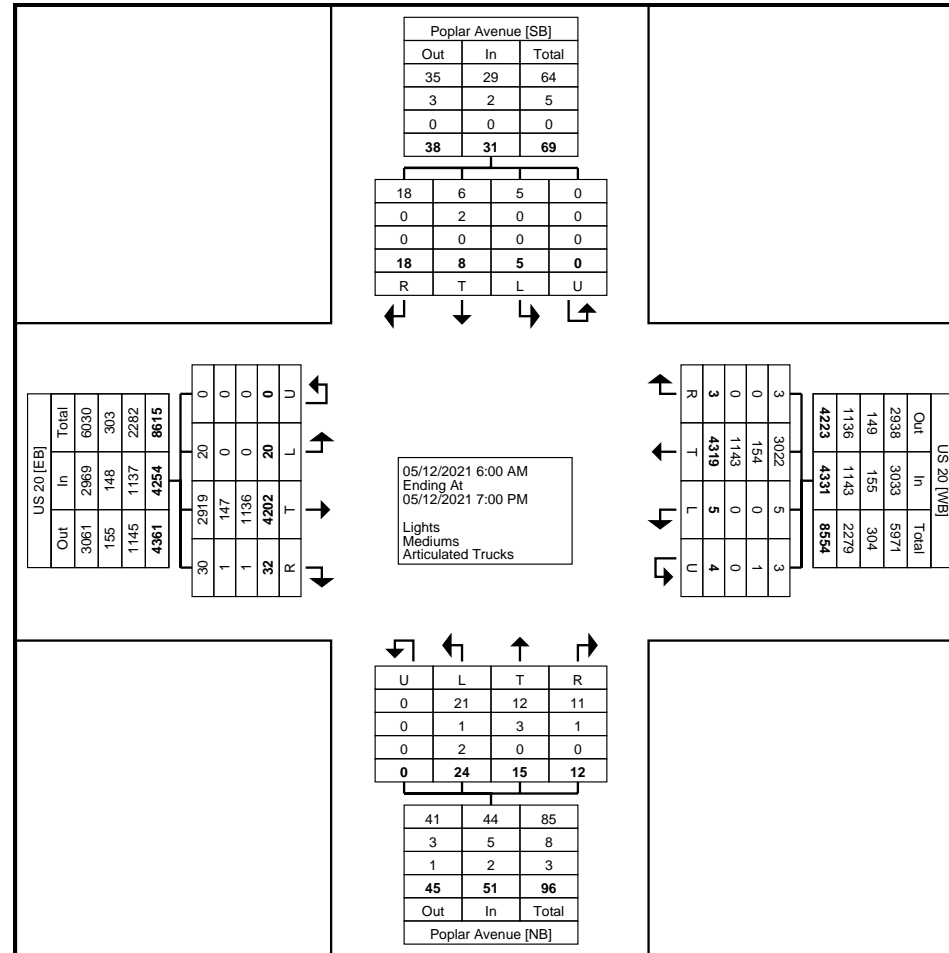 Poplar Avenue [SB]
Out In Total
35 29 64
3 2 5
0 0 0
38 31 69
18 6 5 0
0 2 0 0
0 0 0 0
18 8 5 0
R T L U
US 20 [EB]
Total In Out
6030 2969 3061
303 148 155
2282 1137 1145
8615 4254 4361
0 20 2919 30
0 0 147 1
0 0 1136 1
0 20 4202 32
U L T R
05/12/2021 6:00 AM
Ending At
05/12/2021 7:00 PM
Lights
Mediums
Articulated Trucks
R T L U
3 4319 5 4
0 1143 0 0
0 154 0 1
3 3022 5 3
US 20 [WB]
Out In Total
2938 3033 5971
149 155 304
1136 1143 2279
4223 4331 8554
U L T R
0 21 12 11
0 1 3 1
0 2 0 0
0 24 15 12
41 44 85
3 5 8
1 2 3
45 51 96
Out In Total
Poplar Avenue [NB]